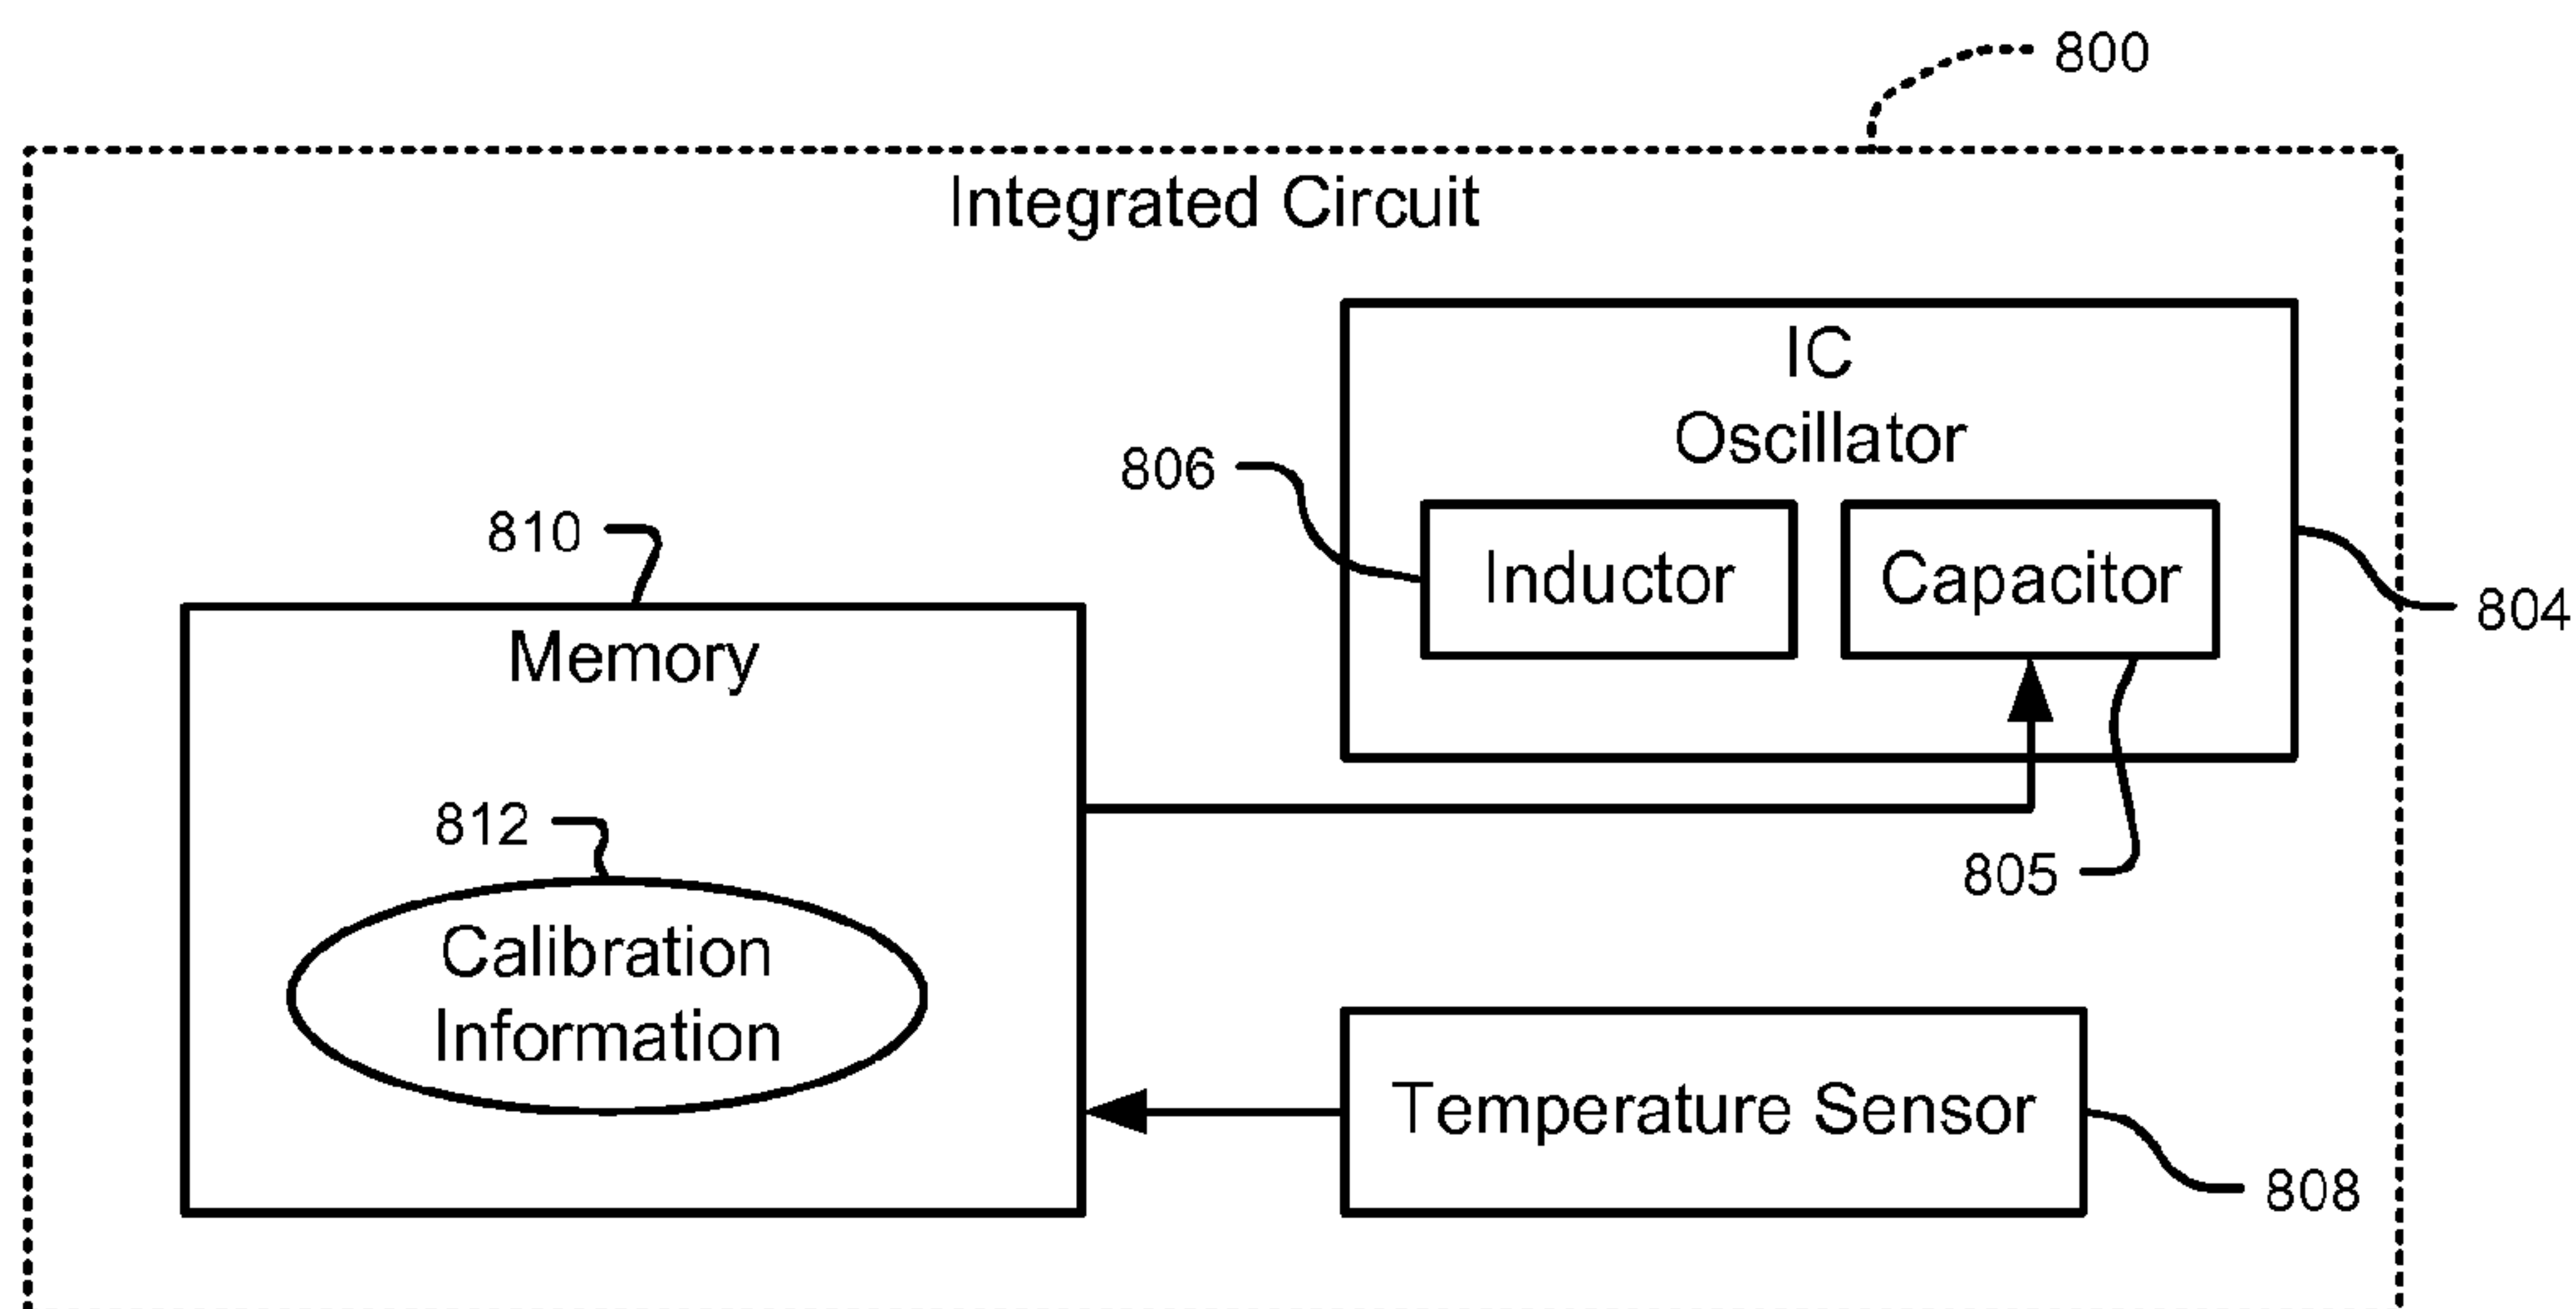 800
Integrated Circuit
IC
Oscillator
806
Inductor
Capacitor
804
810
Memory
812
805
Calibration
Information
Temperature Sensor
808